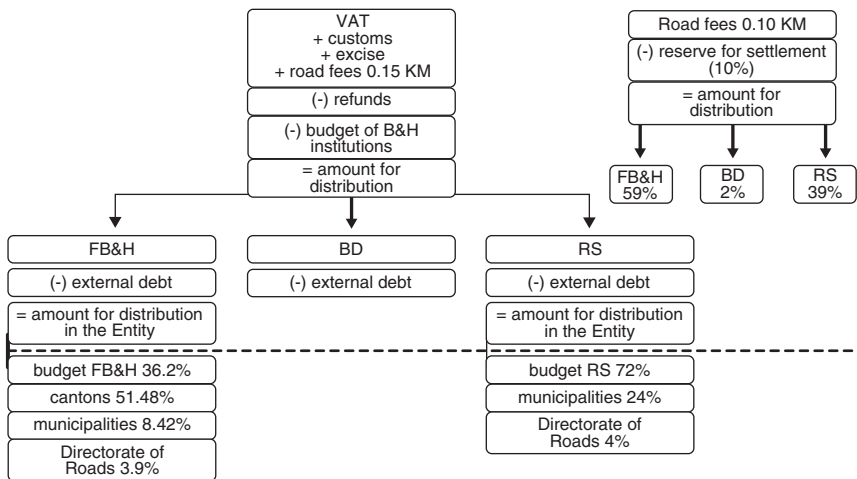 VAT
+ customs
+ excise
+ road fees 0.15 KM
(-) refunds
(-) budget of B&H
institutions
= amount for
distribution
Road fees 0.10 KM
(-) reserve for settlement
(10%)
= amount for
distribution
FB&H
59%
BD
2%
RS
39%
FB&H
(-) external debt
= amount for distribution
in the Entity
budget FB&H 36.2%
cantons 51.48%
municipalities 8.42%
Directorate of
Roads 3.9%
BD
(-) external debt
RS
(-) external debt
= amount for distribution
in the Entity
budget RS 72%
municipalities 24%
Directorate of
Roads 4%